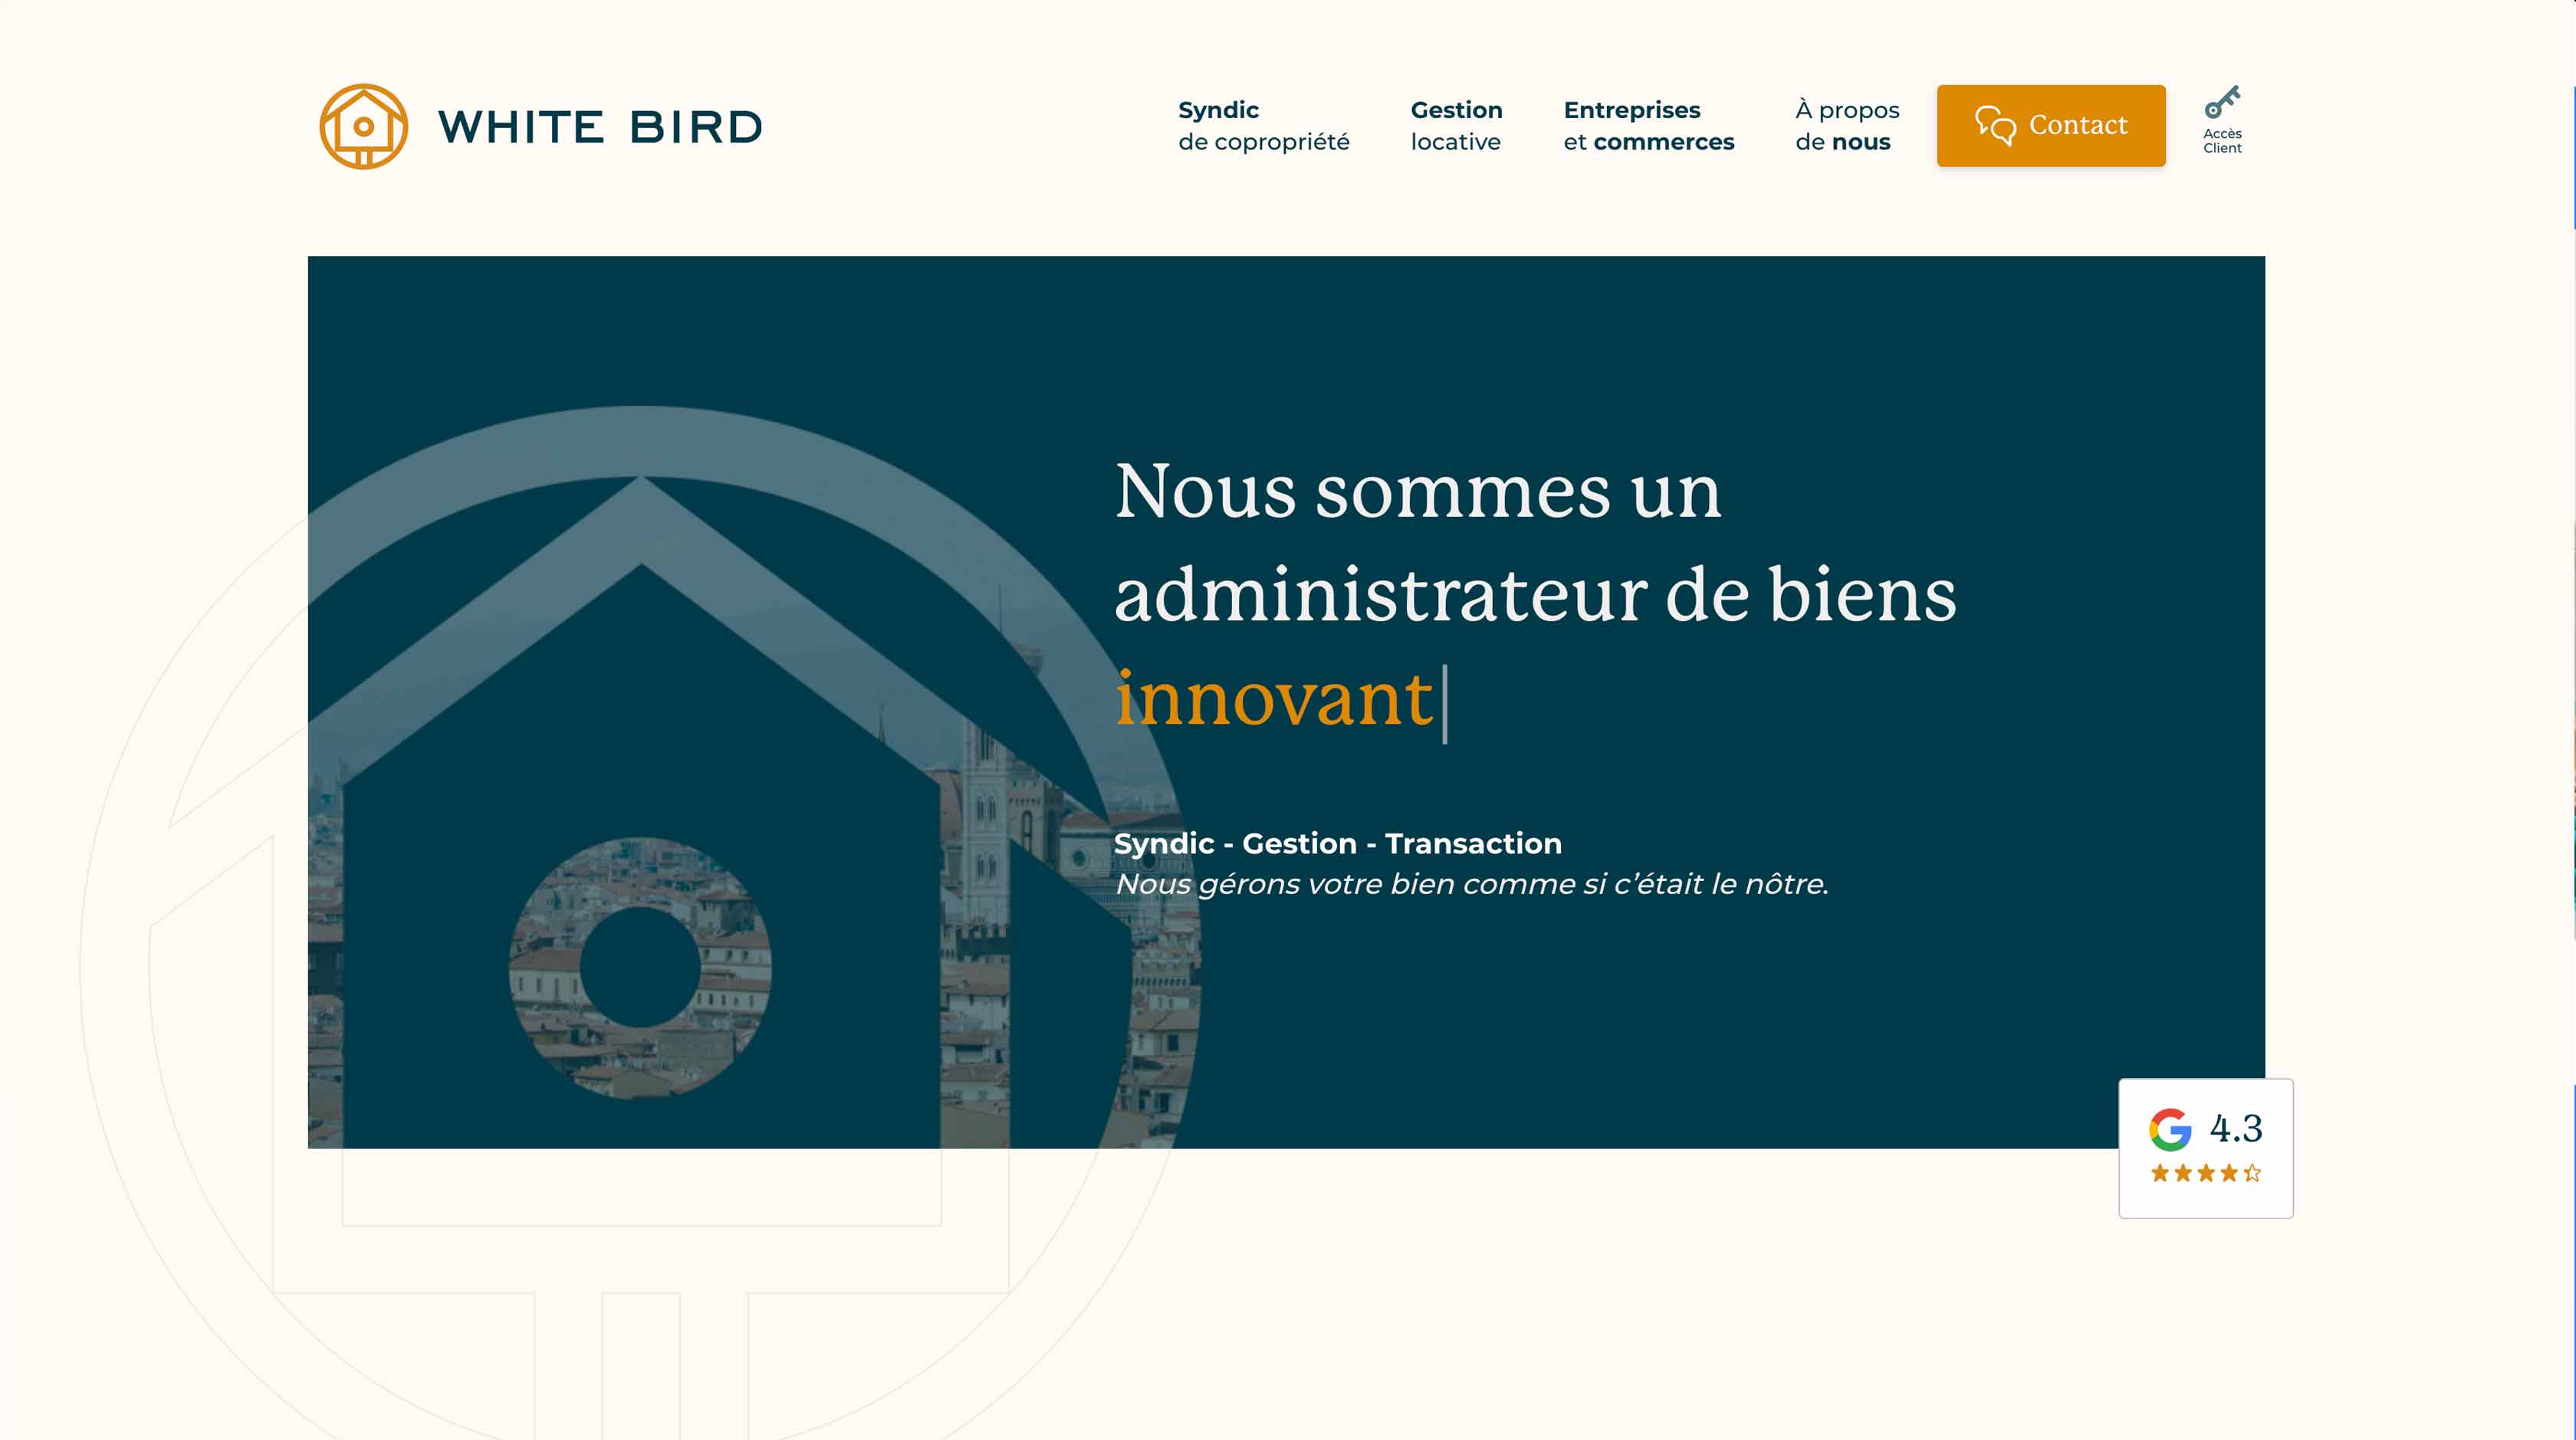 WHITE BIRD
Syndic
de copropriété
Gestion
locative
Entreprises
et commerces
À propos
de nous
Contact
Accès
Client
Nous sommes un
administrateur de biens
innovant
Syndic - Gestion - Transaction
Nous gérons votre bien comme si c’était le nôtre.
G 4.3